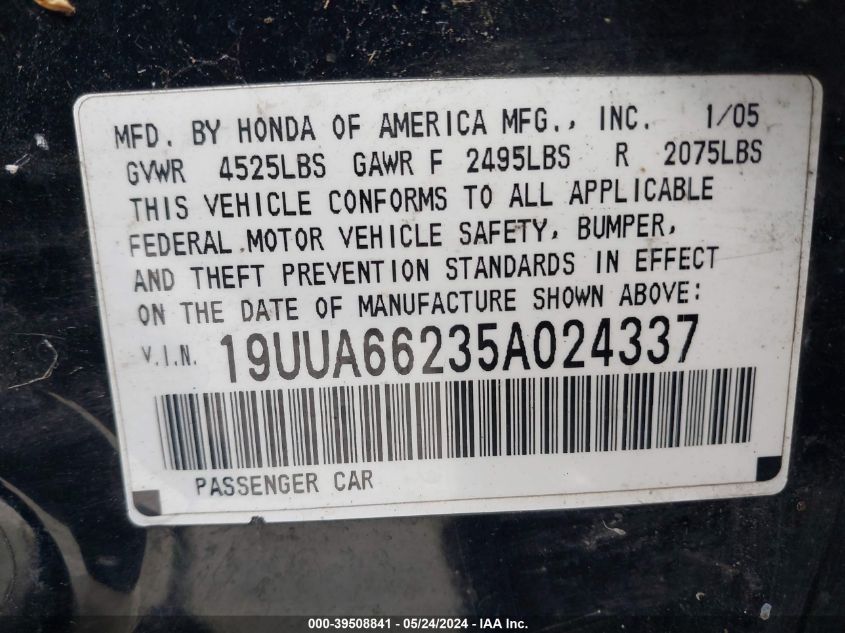 MFD. BY HONDA OF AMERICA MFG., INC. 1/05
GVWR 4525LBS GAWR F 2495LBS R 2075LBS
THIS VEHICLE CONFORMS TO ALL APPLICABLE
FEDERAL MOTOR VEHICLE SAFETY, BUMPER,
AND THEFT PREVENTION STANDARDS IN EFFECT
ON THE DATE OF MANUFACTURE SHOWN ABOVE:
V.I.N. 19UUA66235A024337
PASSENGER CAR
000-39508841 - 05/24/2024 - IAA Inc.